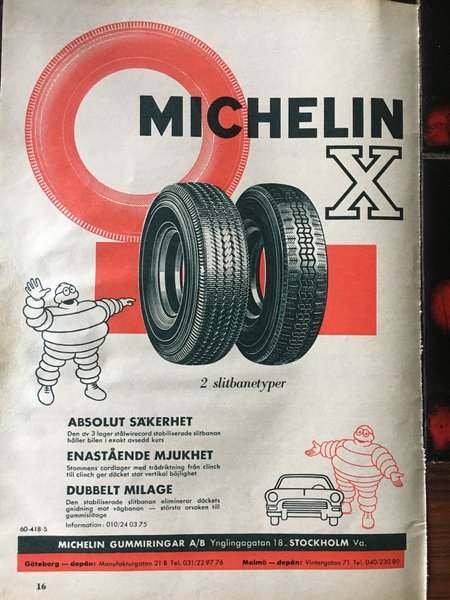 MICHELIN
X
2 slitbanetyper
ABSOLUT SÄKERHET
Den av 3 lager stålwirecord stabiliserade slitbanan
håller bilen i exakt avsedd kurs
ENASTÅENDE MJUKHET
Stommens cordlager med trådriktning från clinch
till clinch ger däcket stor vertikal böjlighet
DUBBELT MILAGE
Den stabiliserade slitbanan eliminerar däckets
gnidning mot vägbanan — största orsaken till
gummislitage
Information: 010/24 03 75
60-418-S
MICHELIN GUMMIRINGAR A/B Ynglingagatan 18. STOCKHOLM Va.
Göteborg — depån: Manufakturgatan 21 B Tel. 031/22 97 76 Malmö — depån: Vintergatan 71 Tel. 040/230 80
16